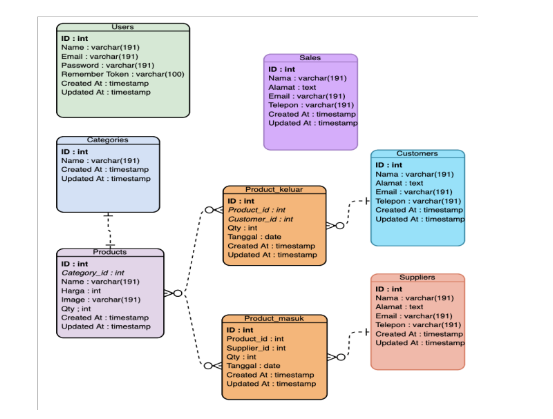 Users
ID : int
Name : varchar(191)
Email : varchar(191)
Password : varchar(191)
Remember Token : varchar(100)
Created At : timestamp
Updated At : timestamp
Sales
ID : int
Nama : varchar(191)
Alamat : text
Email : varchar(191)
Telepon : varchar(191)
Created At : timestamp
Updated At : timestamp
Categories
ID : int
Name : varchar(191)
Created At : timestamp
Updated At : timestamp
Customers
ID : int
Nama : varchar(191)
Alamat : text
Email : varchar(191)
Telepon : varchar(191)
Created At : timestamp
Updated At : timestamp
Product_keluar
ID : int
Product_id : int
Customer_id : int
Qty : int
Tanggal : date
Created At : timestamp
Updated At : timestamp
Products
ID : int
Category_id : int
Name : varchar(191)
Harga : int
Image : varchar(191)
Qty ; int
Created At : timestamp
Updated At : timestamp
Suppliers
ID : int
Nama : varchar(191)
Alamat : text
Email : varchar(191)
Telepon : varchar(191)
Created At : timestamp
Updated At : timestamp
Product_masuk
ID : int
Product_id : int
Supplier_id : int
Qty : int
Tanggal : date
Created At : timestamp
Updated At : timestamp